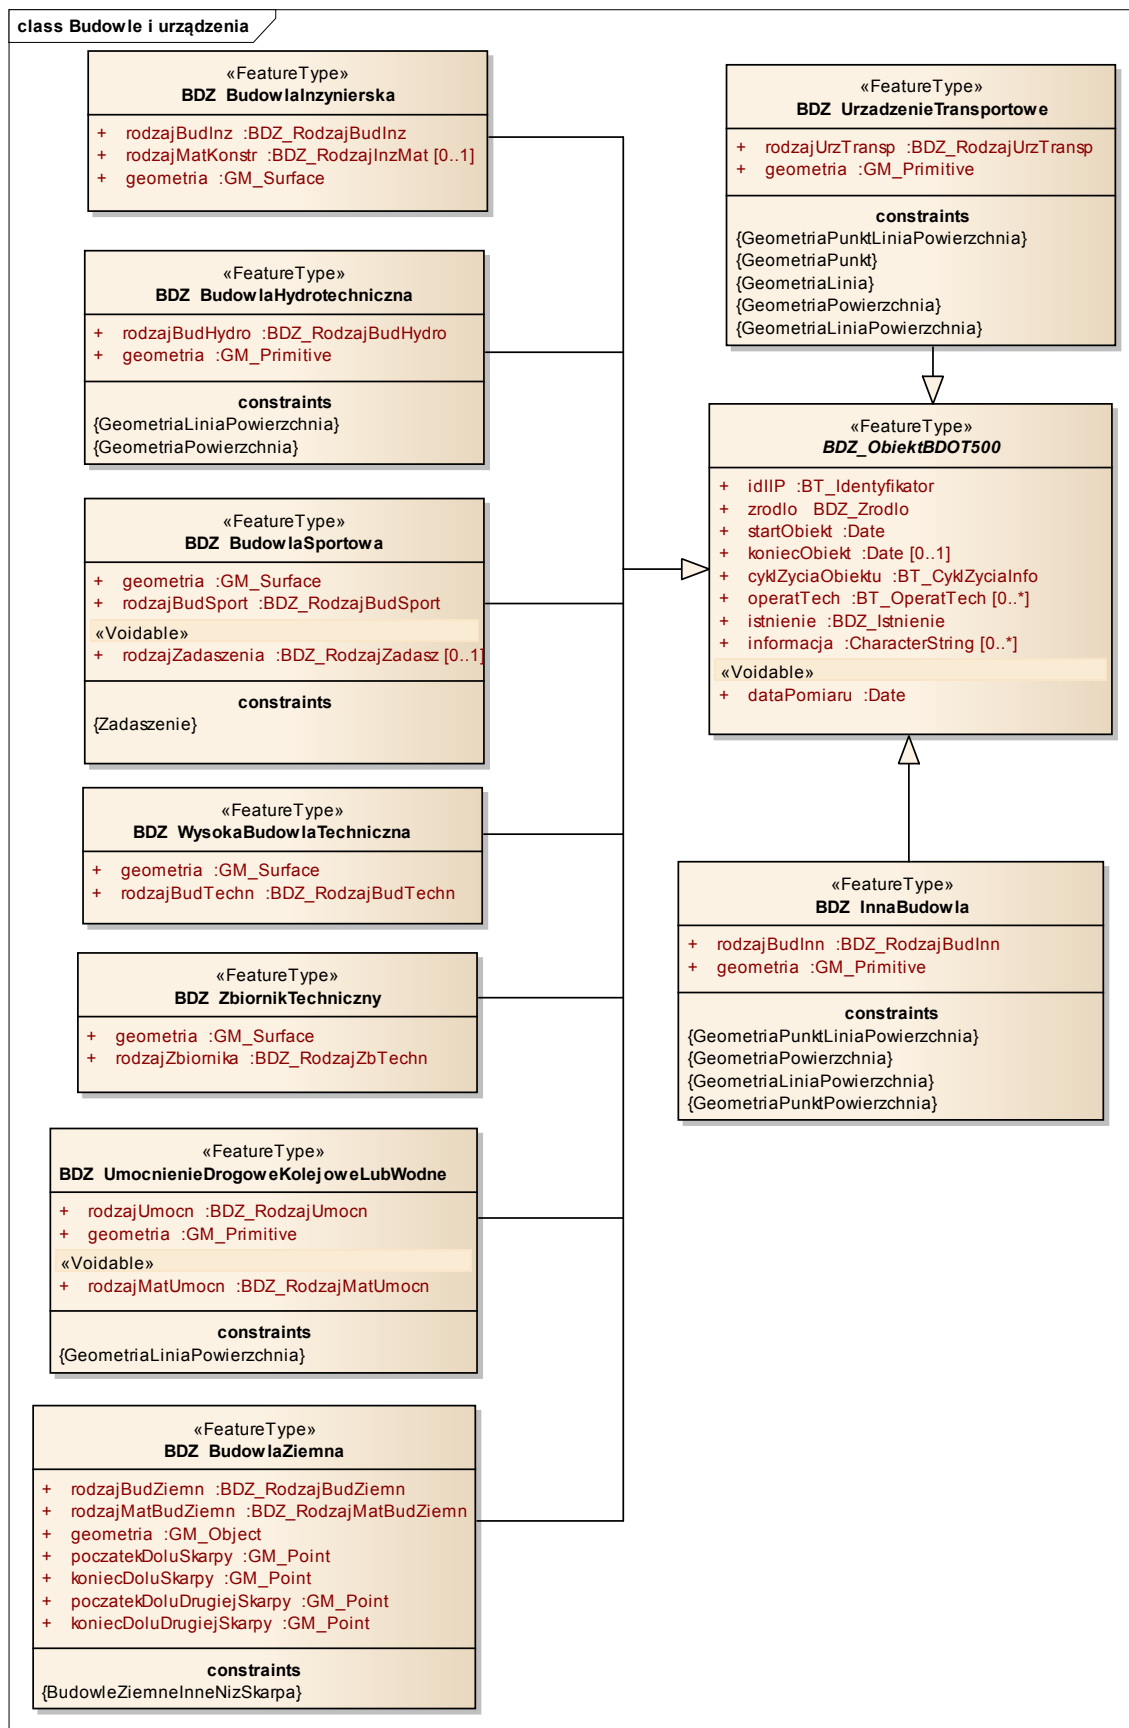 class Budowle i urządzenia
«FeatureType»
BDZ_BudowlaInzynierska
+ rodzajBudInz :BDZ_RodzajBudInz
+ rodzajMatKonstr :BDZ_RodzajInzMat [0..1]
+ geometria :GM_Surface
«FeatureType»
BDZ_BudowlaHydrotechniczna
+ rodzajBudHydro :BDZ_RodzajBudHydro
+ geometria :GM_Primitive
constraints
{GeometriaLiniaPowierzchnia}
{GeometriaPowierzchnia}
«FeatureType»
BDZ_BudowlaSportowa
+ geometria :GM_Surface
+ rodzajBudSport :BDZ_RodzajBudSport
«Voidable»
+ rodzajZadaszenia :BDZ_RodzajZadasz [0..1]
constraints
{Zadaszenie}
«FeatureType»
BDZ_WysokaBudowlaTechniczna
+ geometria :GM_Surface
+ rodzajBudTechn :BDZ_RodzajBudTechn
«FeatureType»
BDZ_ZbiornikTechniczny
+ geometria :GM_Surface
+ rodzajZbiornika :BDZ_RodzajZbTechn
«FeatureType»
BDZ_UmocnienieDrogoweKolejoweLubWodne
+ rodzajUmocn :BDZ_RodzajUmocn
+ geometria :GM_Primitive
«Voidable»
+ rodzajMatUmocn :BDZ_RodzajMatUmocn
constraints
{GeometriaLiniaPowierzchnia}
«FeatureType»
BDZ_BudowlaZiemna
+ rodzajBudZiemn :BDZ_RodzajBudZiemn
+ rodzajMatBudZiemn :BDZ_RodzajMatBudZiemn
+ geometria :GM_Object
+ poczatekDoluSkarpy :GM_Point
+ koniecDoluSkarpy :GM_Point
+ poczatekDoluDrugiejSkarpy :GM_Point
+ koniecDoluDrugiejSkarpy :GM_Point
constraints
{BudowleZiemneInneNizSkarpa}
«FeatureType»
BDZ_UrzadzenieTransportowe
+ rodzajUrzTransp :BDZ_RodzajUrzTransp
+ geometria :GM_Primitive
constraints
{GeometriaPunktLiniaPowierzchnia}
{GeometriaPunkt}
{GeometriaLinia}
{GeometriaPowierzchnia}
{GeometriaLiniaPowierzchnia}
«FeatureType»
BDZ_ObiektBDOT500
+ idIIP :BT_Identyfikator
+ zrodlo BDZ_Zrodlo
+ startObiekt :Date
+ koniecObiekt :Date [0..1]
+ cyklZyciaObiektu :BT_CyklZyciaInfo
+ operatTech :BT_OperatTech [0..*]
+ istnienie :BDZ_Istnienie
+ informacja :CharacterString [0..*]
«Voidable»
+ dataPomiaru :Date
«FeatureType»
BDZ_InnaBudowla
+ rodzajBudInn :BDZ_RodzajBudInn
+ geometria :GM_Primitive
constraints
{GeometriaPunktLiniaPowierzchnia}
{GeometriaPowierzchnia}
{GeometriaLiniaPowierzchnia}
{GeometriaPunktPowierzchnia}